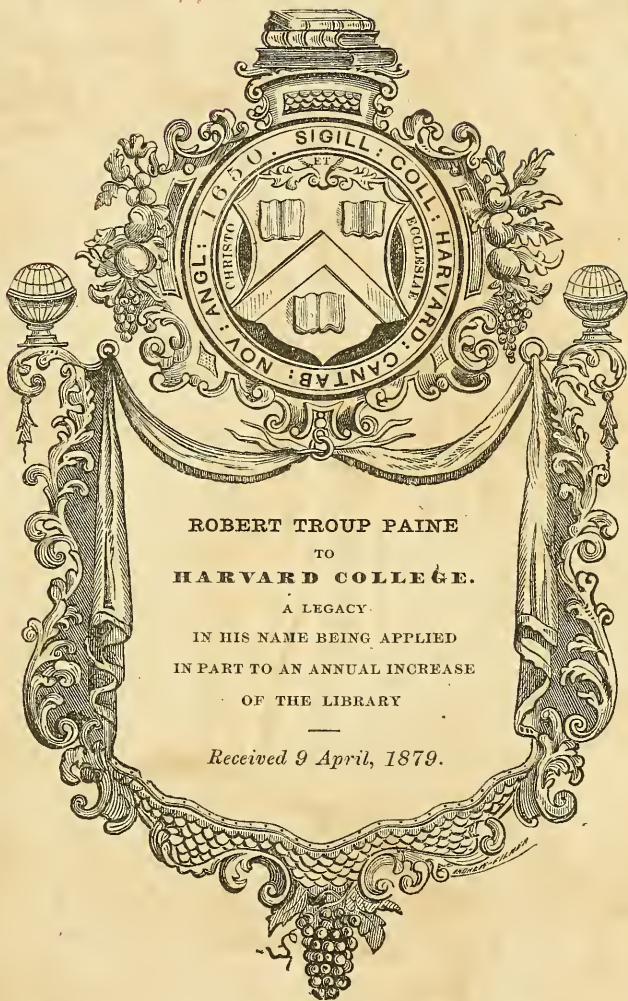 SIGILL: COLL: HARVARD: CANTAB: NOV: ANGL: 1650.
ET
CHRISTO
ECCLESIAE
ROBERT TROUP PAINE
TO
HARVARD COLLEGE.
A LEGACY
IN HIS NAME BEING APPLIED
IN PART TO AN ANNUAL INCREASE
OF THE LIBRARY
Received 9 April, 1879.